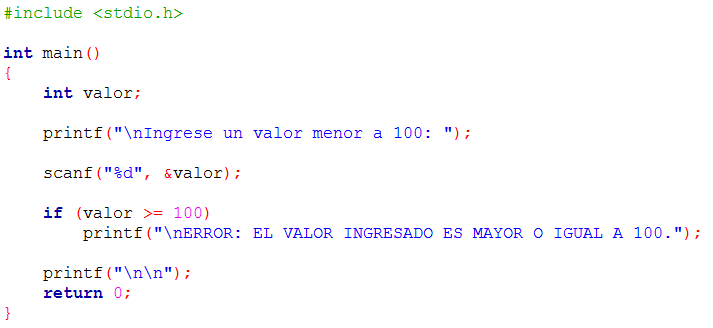 #include <stdio.h>

int main()
{
    int valor;

    printf("\nIngrese un valor menor a 100: ");

    scanf("%d", &valor);

    if (valor >= 100)
        printf("\nERROR: EL VALOR INGRESADO ES MAYOR O IGUAL A 100.");

    printf("\n\n");
    return 0;
}